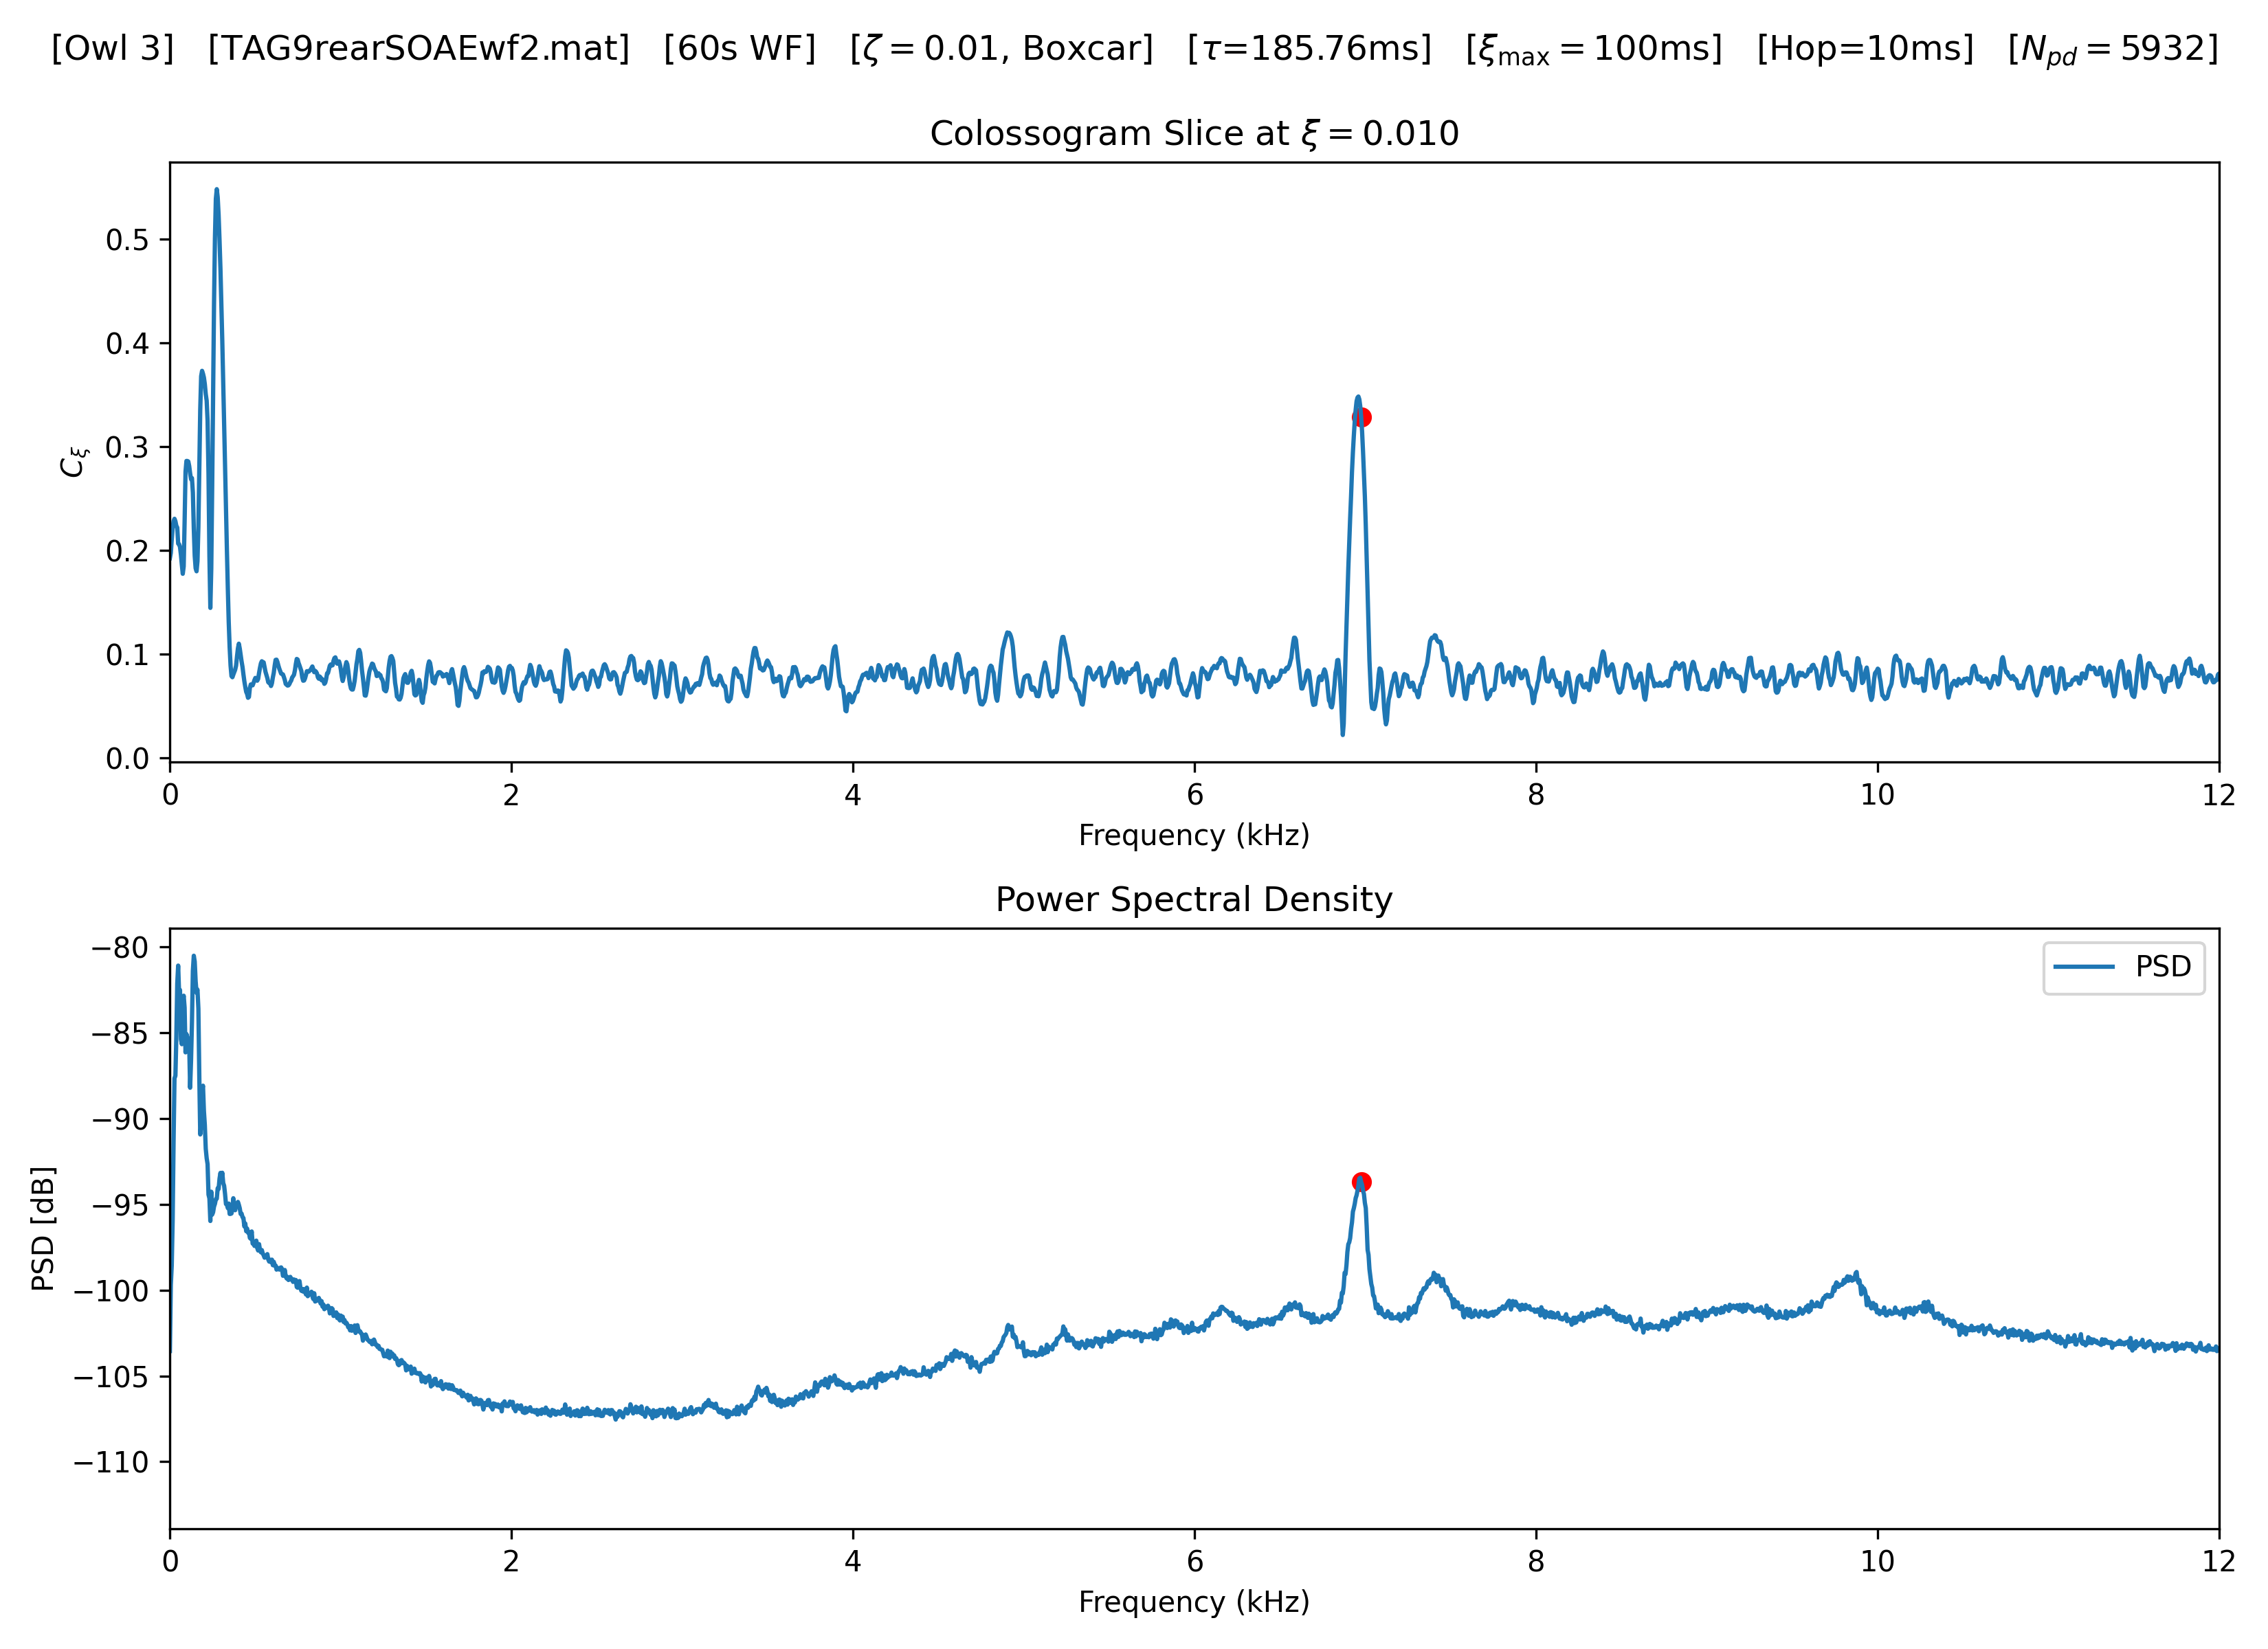 [Owl 3] [TAG9rearSOAEwf2.mat] [60s WF] [ζ = 0.01, Boxcar] [τ=185.76ms] [ξmax = 100ms] [Hop=10ms] [Npd = 5932]
Colossogram Slice at ξ = 0.010
0.5
0.4
0.3
0.2
0.1
0.0
Cξ
0 2 4 6 8 10 12
Frequency (kHz)
Power Spectral Density
−80
−85
−90
−95
−100
−105
−110
PSD [dB]
PSD
0 2 4 6 8 10 12
Frequency (kHz)